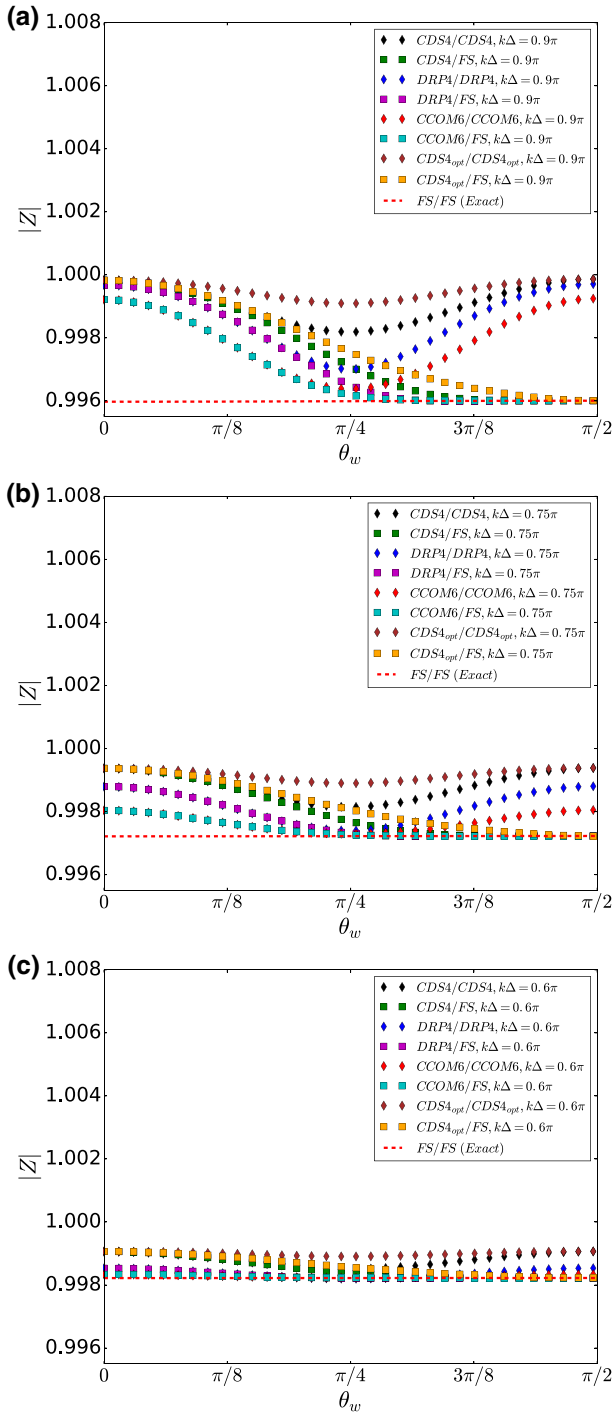 (a)
1.008
1.006
1.004
1.002
1.000
0.998
0.996
|Z|
CDS4/CDS4, kΔ = 0.9π
CDS4/FS, kΔ = 0.9π
DRP4/DRP4, kΔ = 0.9π
DRP4/FS, kΔ = 0.9π
CCOM6/CCOM6, kΔ = 0.9π
CCOM6/FS, kΔ = 0.9π
CDS4opt/CDS4opt, kΔ = 0.9π
CDS4opt/FS, kΔ = 0.9π
FS/FS (Exact)
0 π/8 π/4 3π/8 π/2
θw
(b)
1.008
1.006
1.004
1.002
1.000
0.998
0.996
|Z|
CDS4/CDS4, kΔ = 0.75π
CDS4/FS, kΔ = 0.75π
DRP4/DRP4, kΔ = 0.75π
DRP4/FS, kΔ = 0.75π
CCOM6/CCOM6, kΔ = 0.75π
CCOM6/FS, kΔ = 0.75π
CDS4opt/CDS4opt, kΔ = 0.75π
CDS4opt/FS, kΔ = 0.75π
FS/FS (Exact)
0 π/8 π/4 3π/8 π/2
θw
(c)
1.008
1.006
1.004
1.002
1.000
0.998
0.996
|Z|
CDS4/CDS4, kΔ = 0.6π
CDS4/FS, kΔ = 0.6π
DRP4/DRP4, kΔ = 0.6π
DRP4/FS, kΔ = 0.6π
CCOM6/CCOM6, kΔ = 0.6π
CCOM6/FS, kΔ = 0.6π
CDS4opt/CDS4opt, kΔ = 0.6π
CDS4opt/FS, kΔ = 0.6π
FS/FS (Exact)
0 π/8 π/4 3π/8 π/2
θw